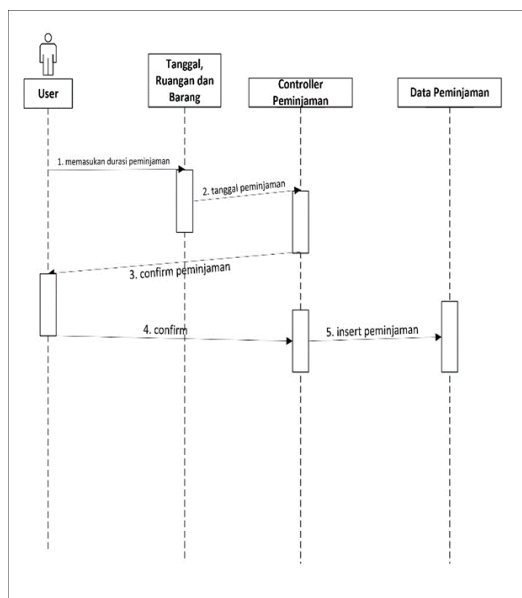 User
Tanggal,
Ruangan dan
Barang
Controller
Peminjaman
Data Peminjaman
1. memasukan durasi peminjaman
2. tanggal peminjaman
3. confirm peminjaman
4. confirm
5. insert peminjaman